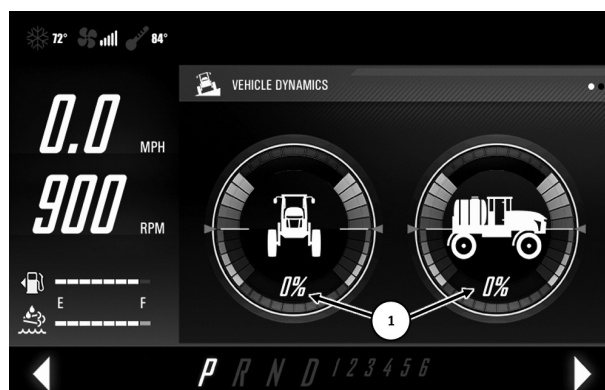 72° 84°
VEHICLE DYNAMICS
0.0 MPH
900 RPM
E F
0% 0%
1
P R N D 1 2 3 4 5 6